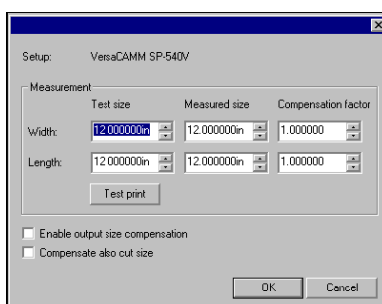 Setup: VersaCAMM SP-540V
Measurement
Test size Measured size Compensation factor
Width: 12.000000in 12.000000in 1.000000
Length: 12.000000in 12.000000in 1.000000
Test print
Enable output size compensation
Compensate also cut size
OK Cancel